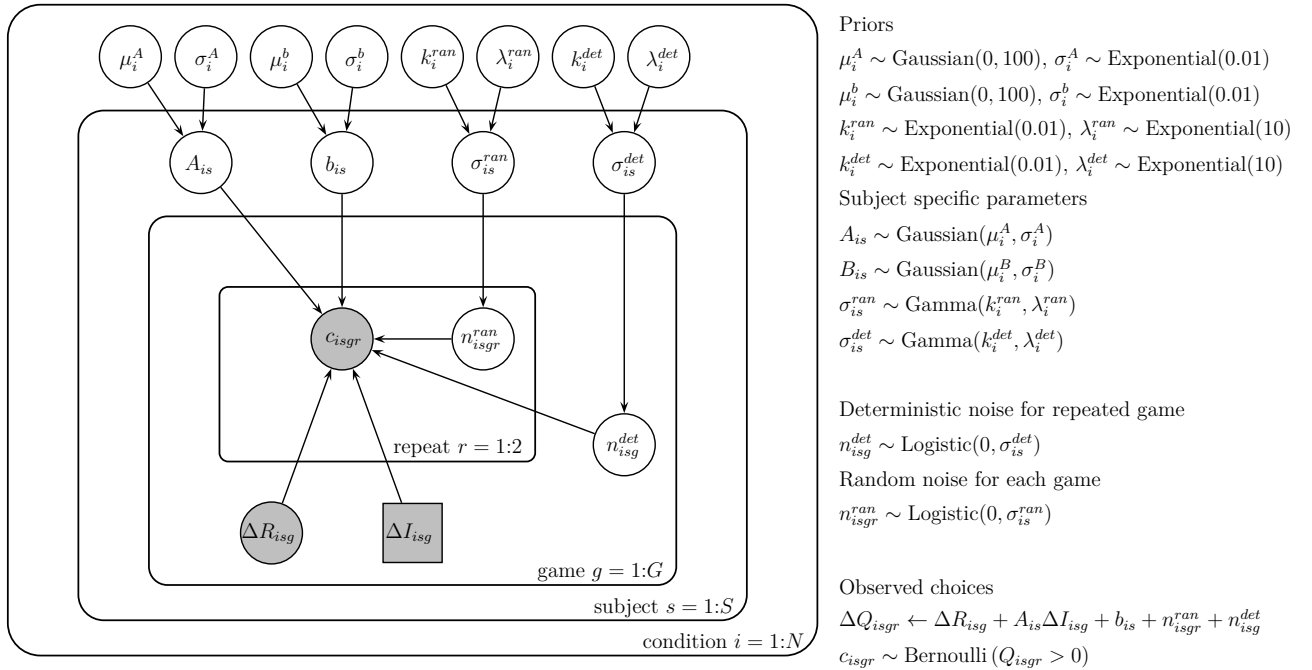 μ_i^A σ_i^A μ_i^b σ_i^b k_i^{ran} λ_i^{ran} k_i^{det} λ_i^{det}
A_{is} b_{is} σ_{is}^{ran} σ_{is}^{det}
c_{isgr} n_{isgr}^{ran}
n_{isg}^{det}
repeat r = 1:2
ΔR_{isg} ΔI_{isg}
game g = 1:G
subject s = 1:S
condition i = 1:N
Priors
μ_i^A ∼ Gaussian(0, 100), σ_i^A ∼ Exponential(0.01)
μ_i^b ∼ Gaussian(0, 100), σ_i^b ∼ Exponential(0.01)
k_i^{ran} ∼ Exponential(0.01), λ_i^{ran} ∼ Exponential(10)
k_i^{det} ∼ Exponential(0.01), λ_i^{det} ∼ Exponential(10)
Subject specific parameters
A_{is} ∼ Gaussian(μ_i^A, σ_i^A)
B_{is} ∼ Gaussian(μ_i^B, σ_i^B)
σ_{is}^{ran} ∼ Gamma(k_i^{ran}, λ_i^{ran})
σ_{is}^{det} ∼ Gamma(k_i^{det}, λ_i^{det})
Deterministic noise for repeated game
n_{isg}^{det} ∼ Logistic(0, σ_{is}^{det})
Random noise for each game
n_{isgr}^{ran} ∼ Logistic(0, σ_{is}^{ran})
Observed choices
ΔQ_{isgr} ← ΔR_{isg} + A_{is}ΔI_{isg} + b_{is} + n_{isgr}^{ran} + n_{isg}^{det}
c_{isgr} ∼ Bernoulli (Q_{isgr} > 0)